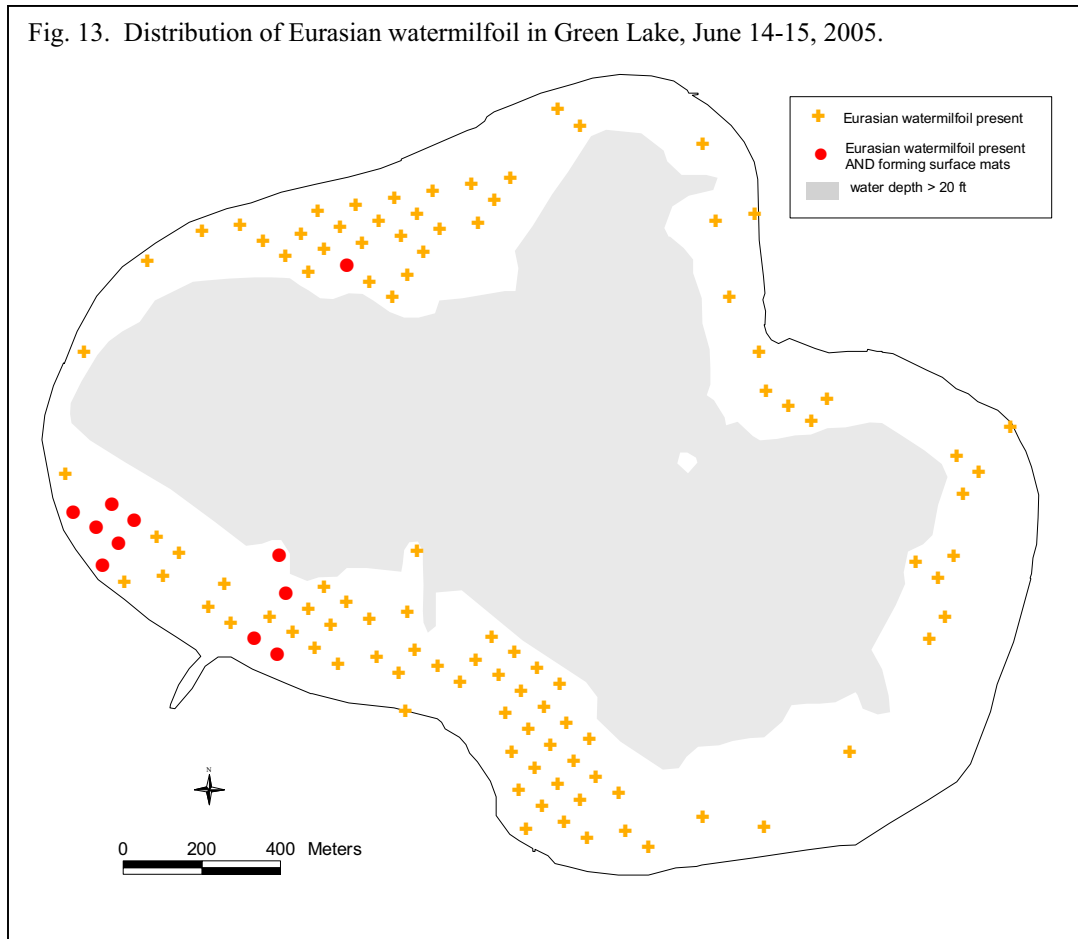 Fig. 13. Distribution of Eurasian watermilfoil in Green Lake, June 14-15, 2005.
Eurasian watermilfoil present
Eurasian watermilfoil present
AND forming surface mats
water depth > 20 ft
N
0 200 400 Meters